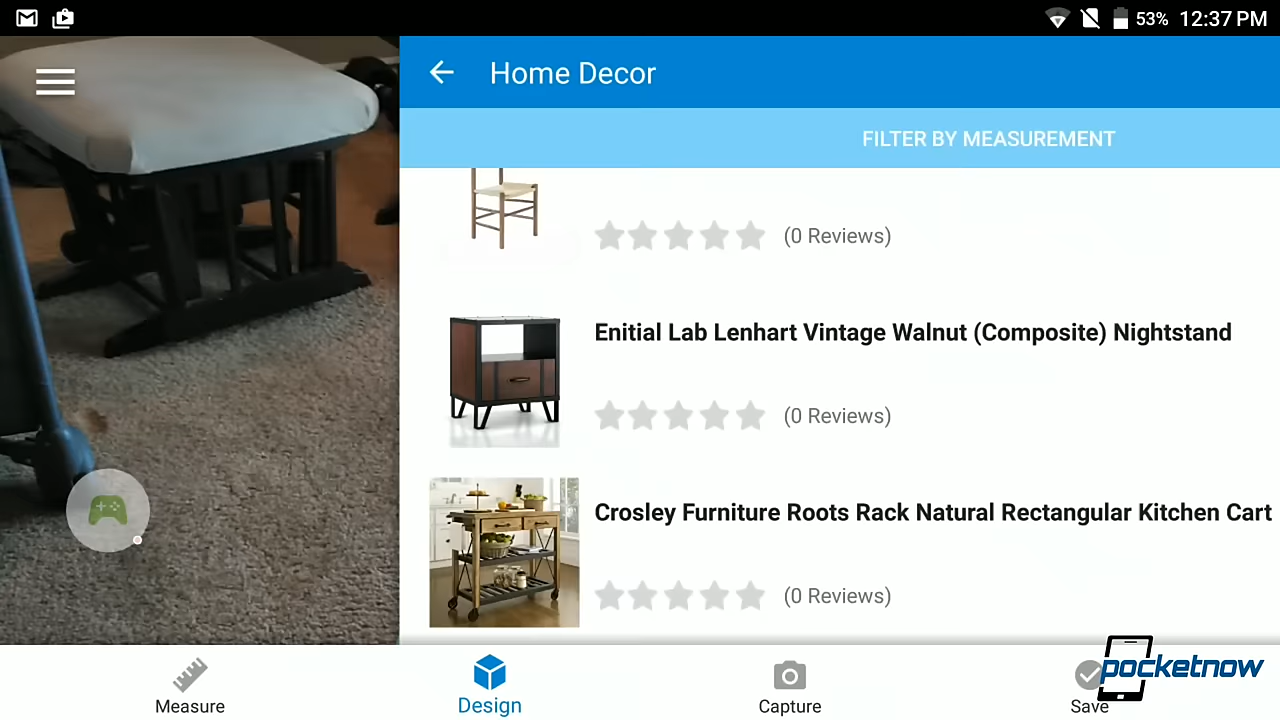 53% 12:37 PM
Home Decor
FILTER BY MEASUREMENT
(0 Reviews)
Enitial Lab Lenhart Vintage Walnut (Composite) Nightstand
(0 Reviews)
Crosley Furniture Roots Rack Natural Rectangular Kitchen Cart
(0 Reviews)
Measure
Design
Capture
Save
pocketnow